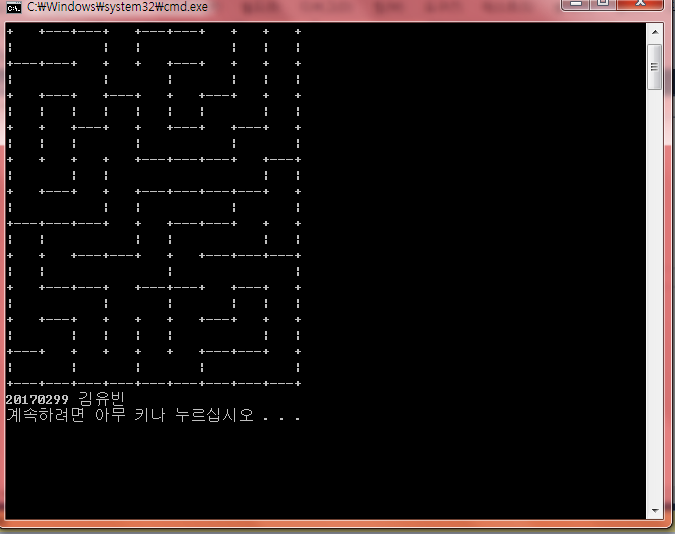 C:₩Windows₩system32₩cmd.exe
20170299 김유빈
계속하려면 아무 키나 누르십시오 . . .